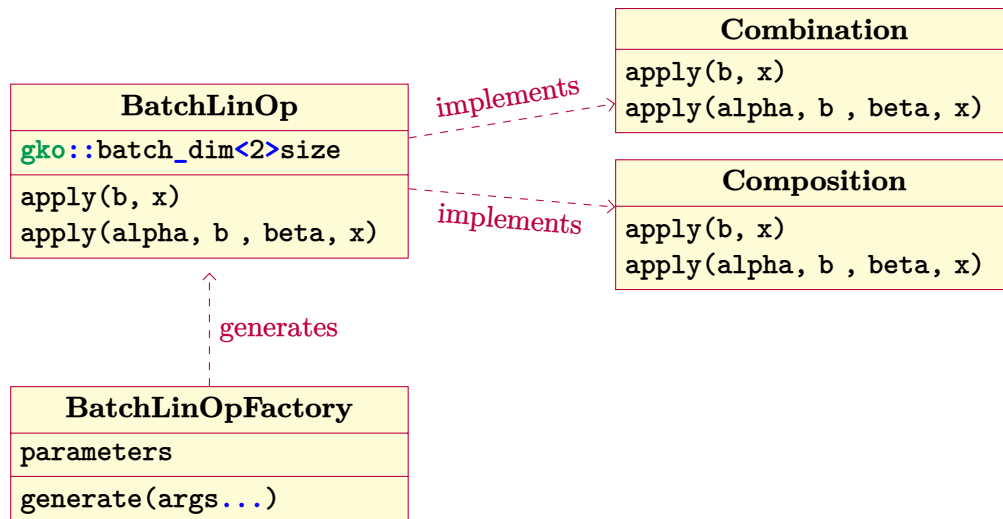 BatchLinOp
gko::batch_dim<2>size
apply(b, x)
apply(alpha, b , beta, x)
implements
implements
Combination
apply(b, x)
apply(alpha, b , beta, x)
Composition
apply(b, x)
apply(alpha, b , beta, x)
generates
BatchLinOpFactory
parameters
generate(args...)